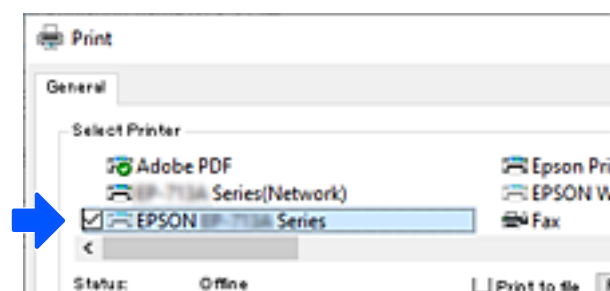 Print
General
Select Printer
Adobe PDF
Epson Pri
Series(Network)
EPSON W
EPSON Series
Fax
Status: Offline
Print to file